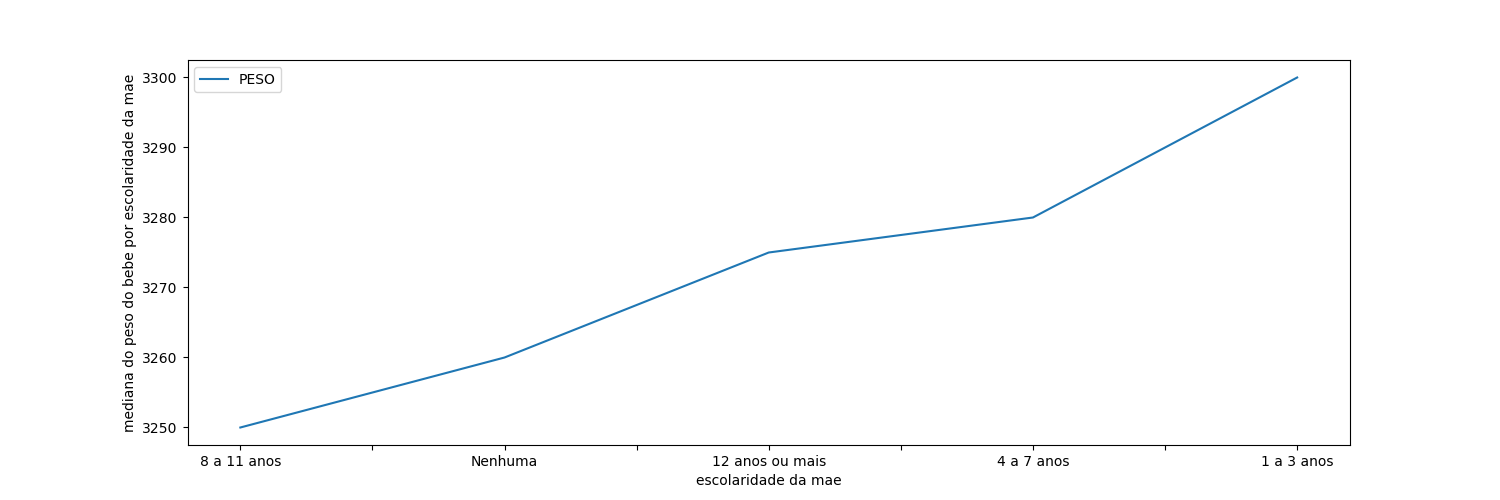 PESO
3300
3290
3280
3270
3260
3250
mediana do peso do bebe por escolaridade da mae
8 a 11 anos
Nenhuma
12 anos ou mais
4 a 7 anos
1 a 3 anos
escolaridade da mae